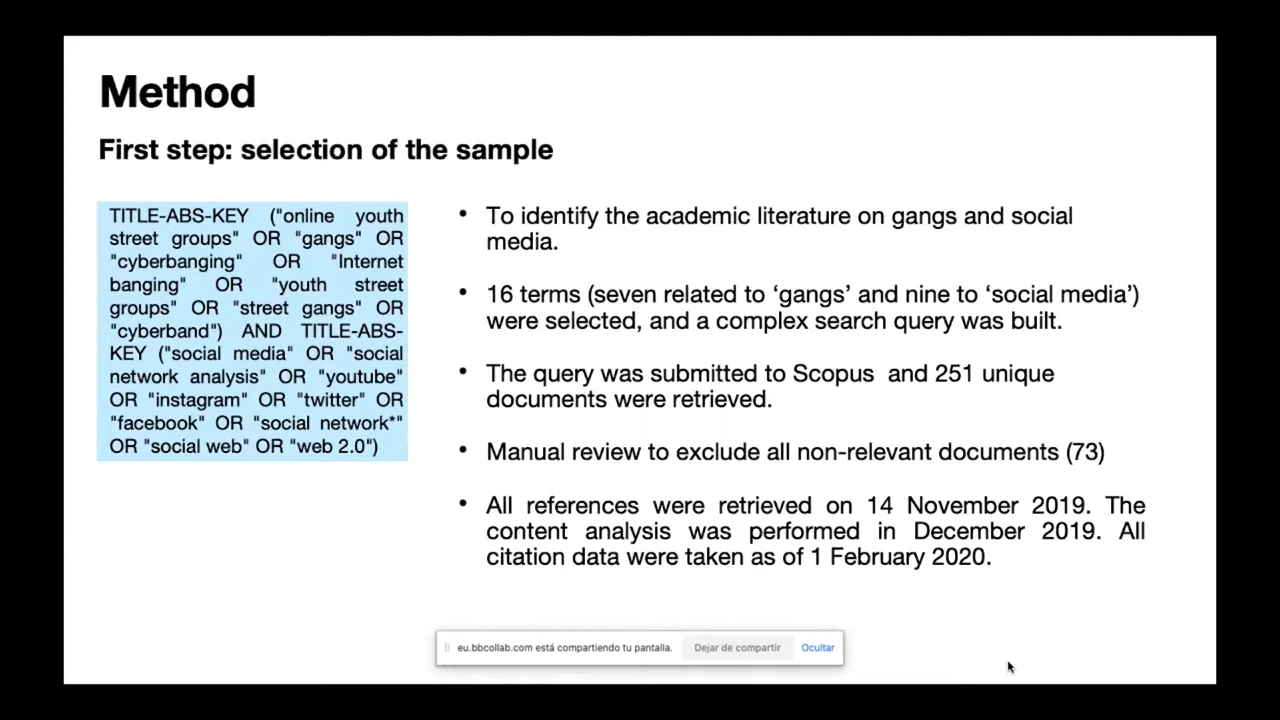 Method
First step: selection of the sample
TITLE-ABS-KEY ("online youth
street groups" OR "gangs" OR
"cyberbanging" OR "Internet
banging" OR "youth street
groups" OR "street gangs" OR
"cyberband") AND TITLE-ABS-
KEY ("social media" OR "social
network analysis" OR "youtube"
OR "instagram" OR "twitter" OR
"facebook" OR "social network*"
OR "social web" OR "web 2.0")
• To identify the academic literature on gangs and social
media.
• 16 terms (seven related to ‘gangs’ and nine to ‘social media’)
were selected, and a complex search query was built.
• The query was submitted to Scopus and 251 unique
documents were retrieved.
• Manual review to exclude all non-relevant documents (73)
• All references were retrieved on 14 November 2019. The
content analysis was performed in December 2019. All
citation data were taken as of 1 February 2020.
eu.bbcollab.com está compartiendo tu pantalla. Dejar de compartir Ocultar